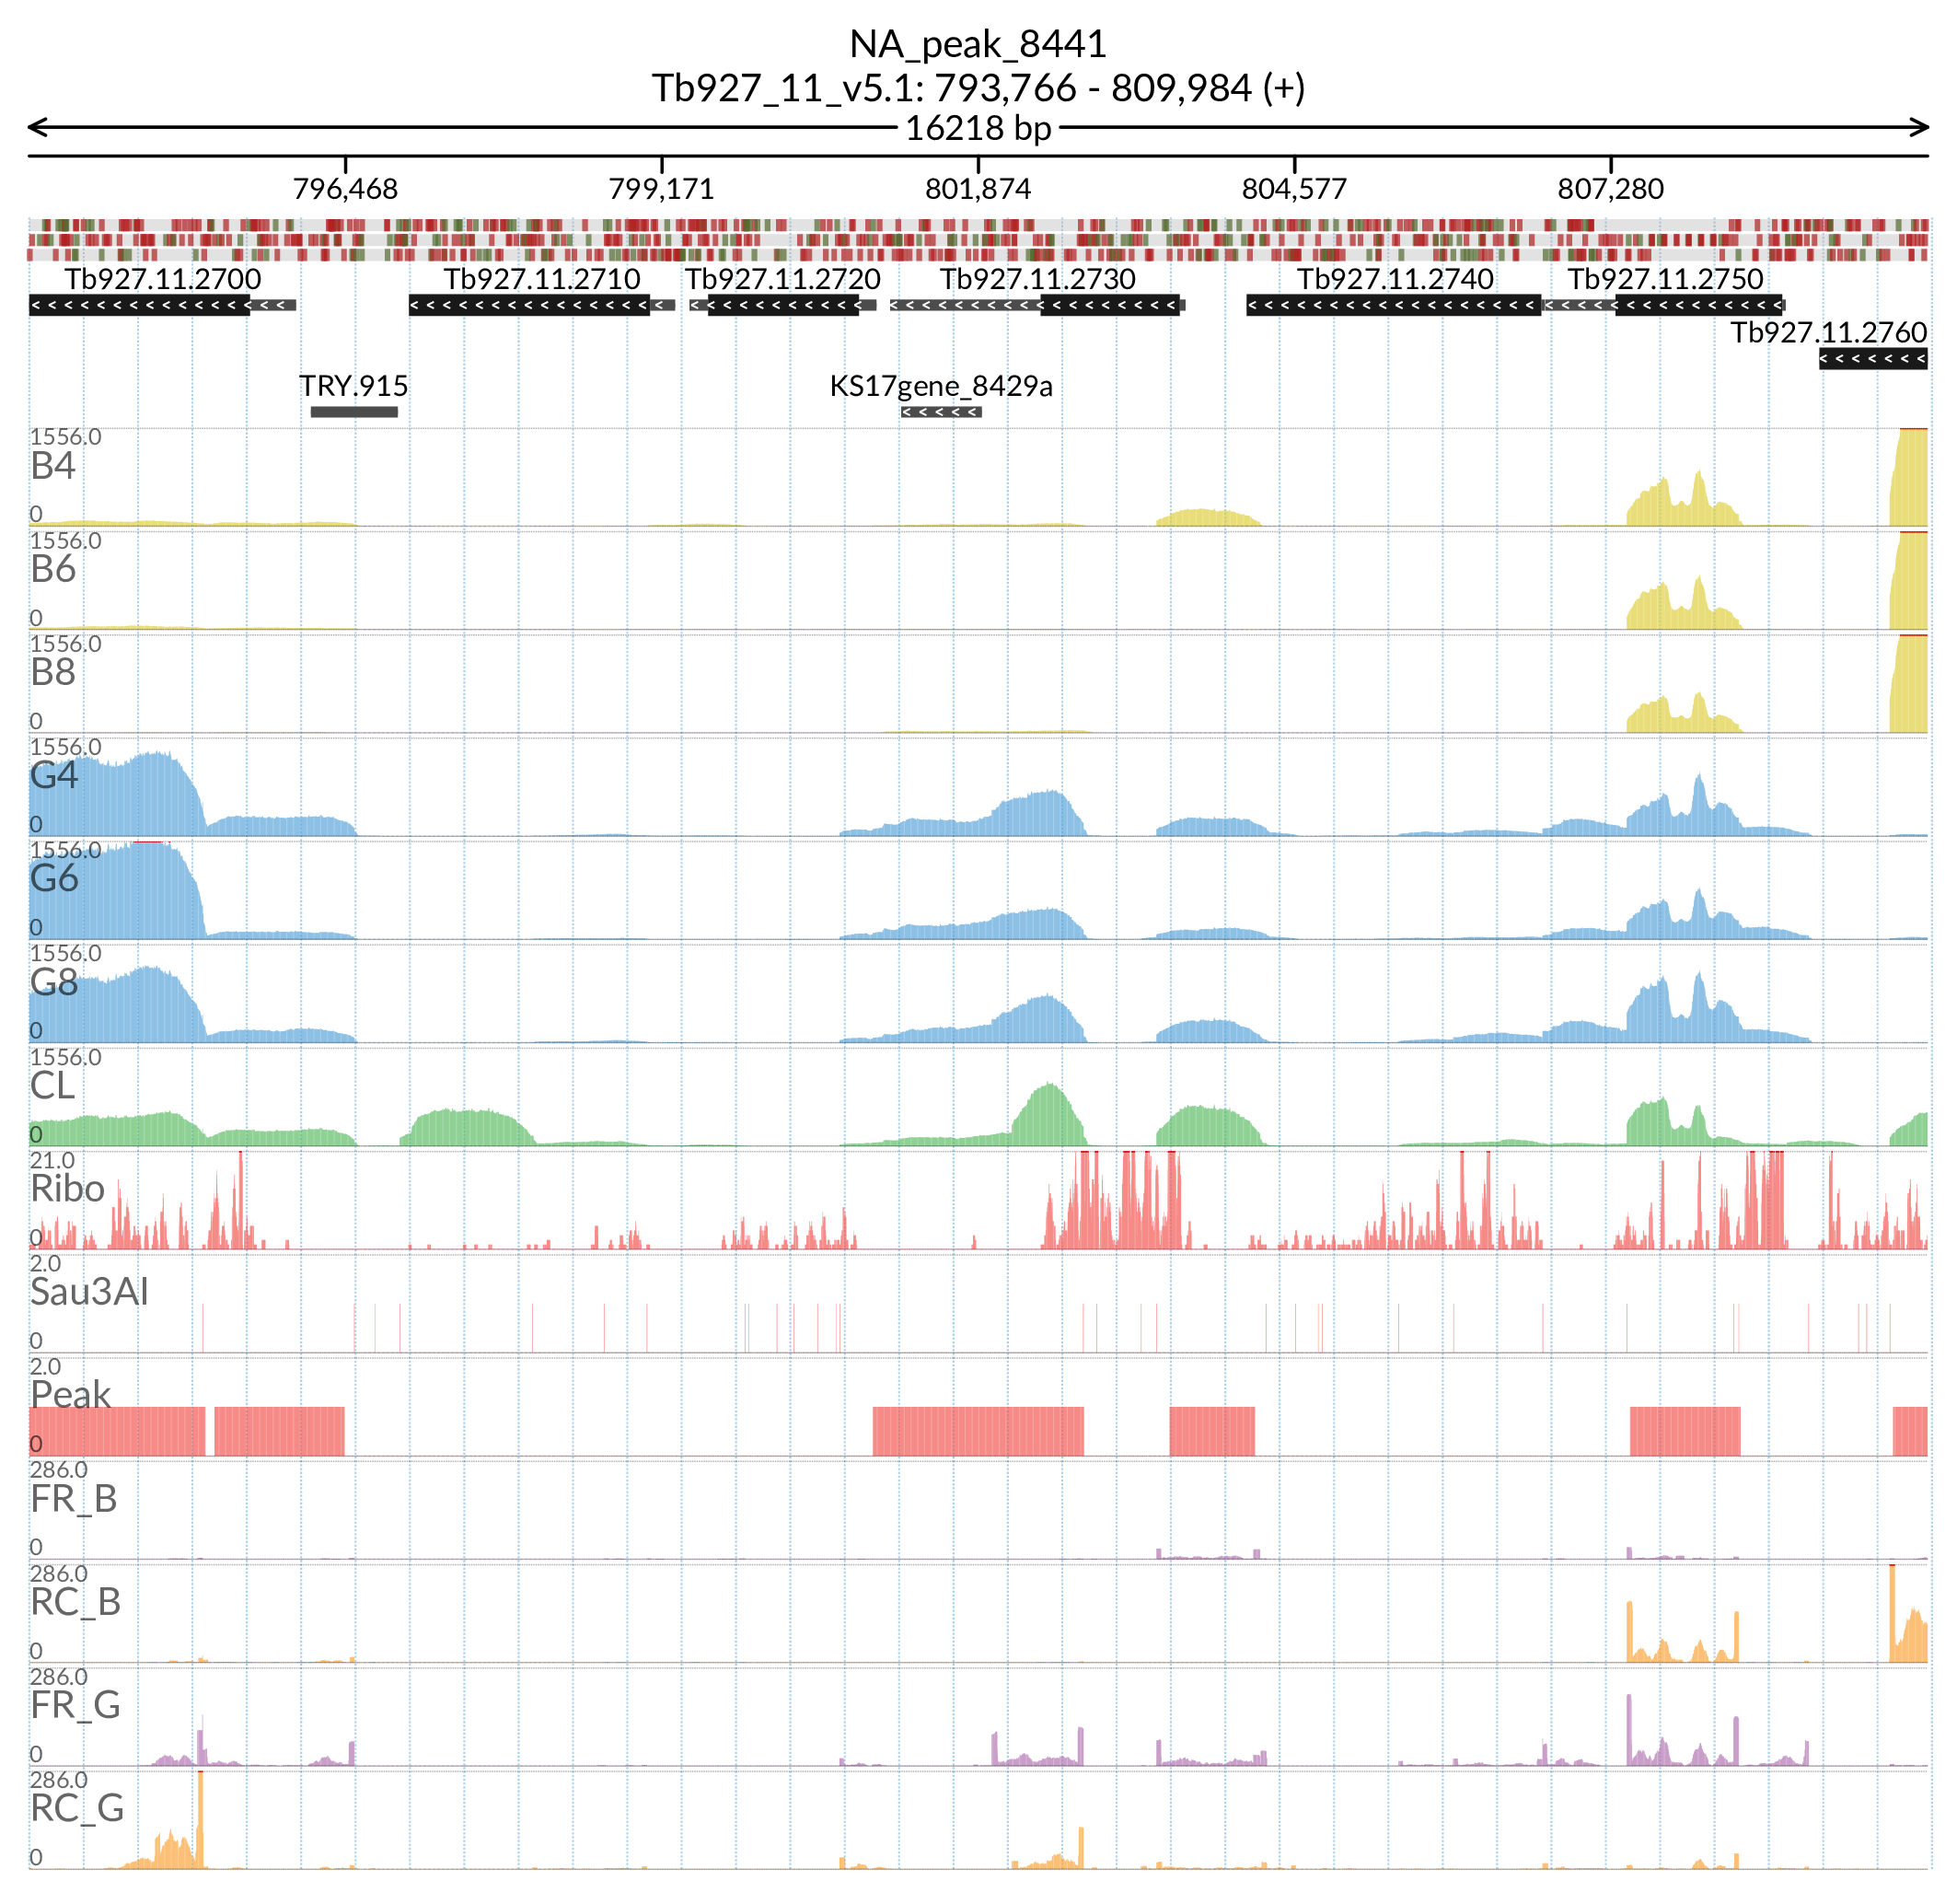 NA_peak_8441
Tb927_11_v5.1: 793,766 - 809,984 (+)
16218 bp
796,468 799,171 801,874 804,577 807,280
Tb927.11.2700 Tb927.11.2710 Tb927.11.2720 Tb927.11.2730 Tb927.11.2740 Tb927.11.2750
Tb927.11.2760
TRY.915 KS17gene_8429a
1556.0
B4
0
1556.0
B6
0
1556.0
B8
0
1556.0
G4
0
1556.0
G6
0
1556.0
G8
0
1556.0
CL
0
21.0
Ribo
0
2.0
Sau3AI
0
2.0
Peak
0
286.0
FR_B
0
286.0
RC_B
0
286.0
FR_G
0
286.0
RC_G
0